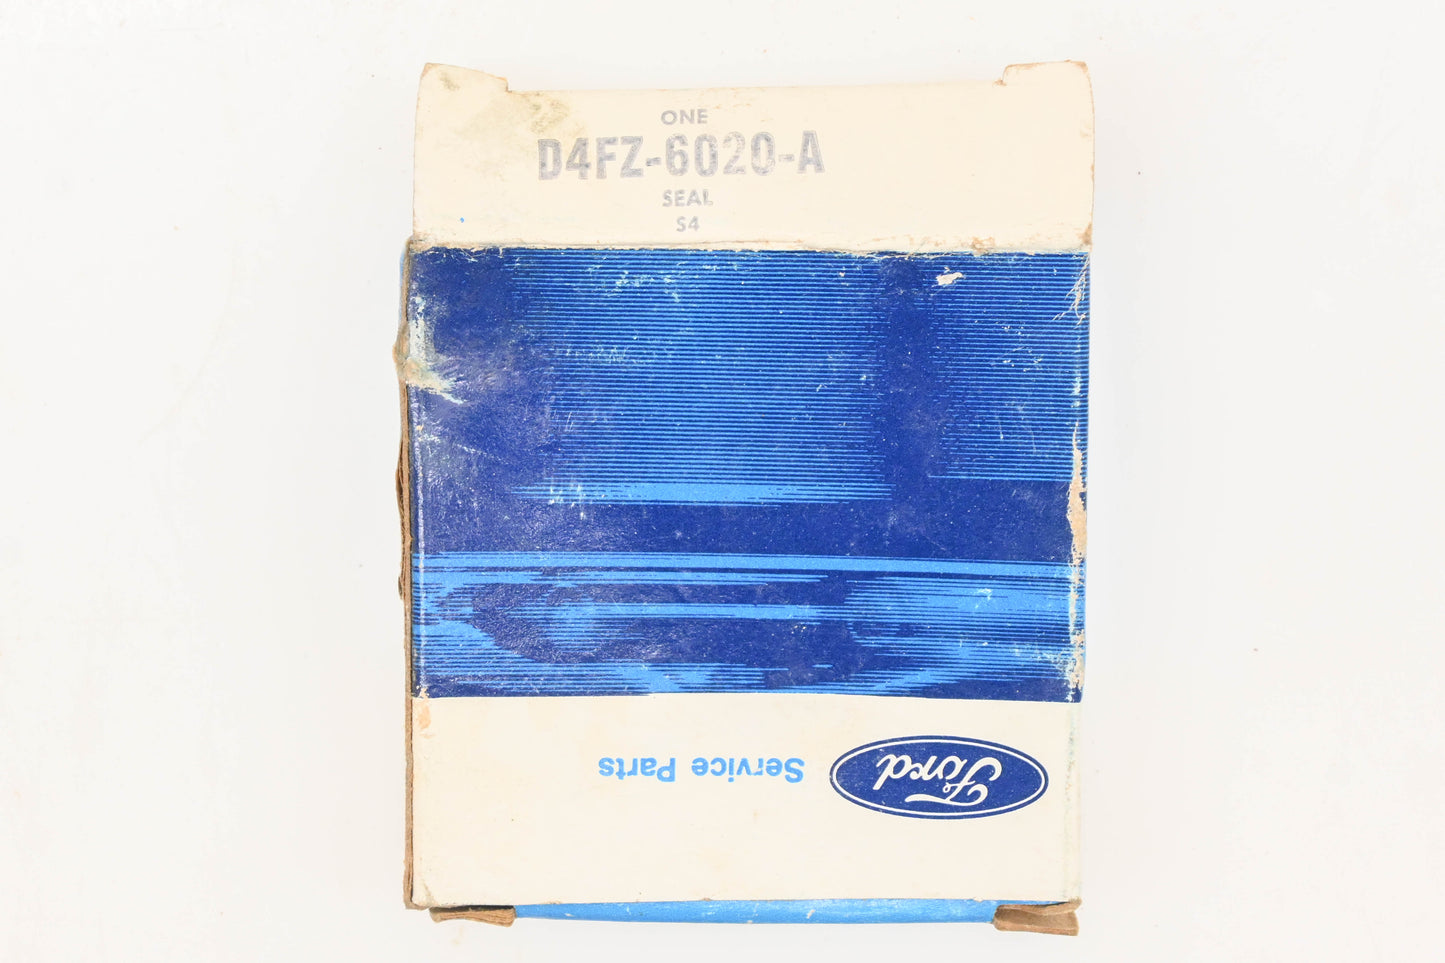 ONE
D4FZ-6020-A
SEAL
S4
Ford Service Parts